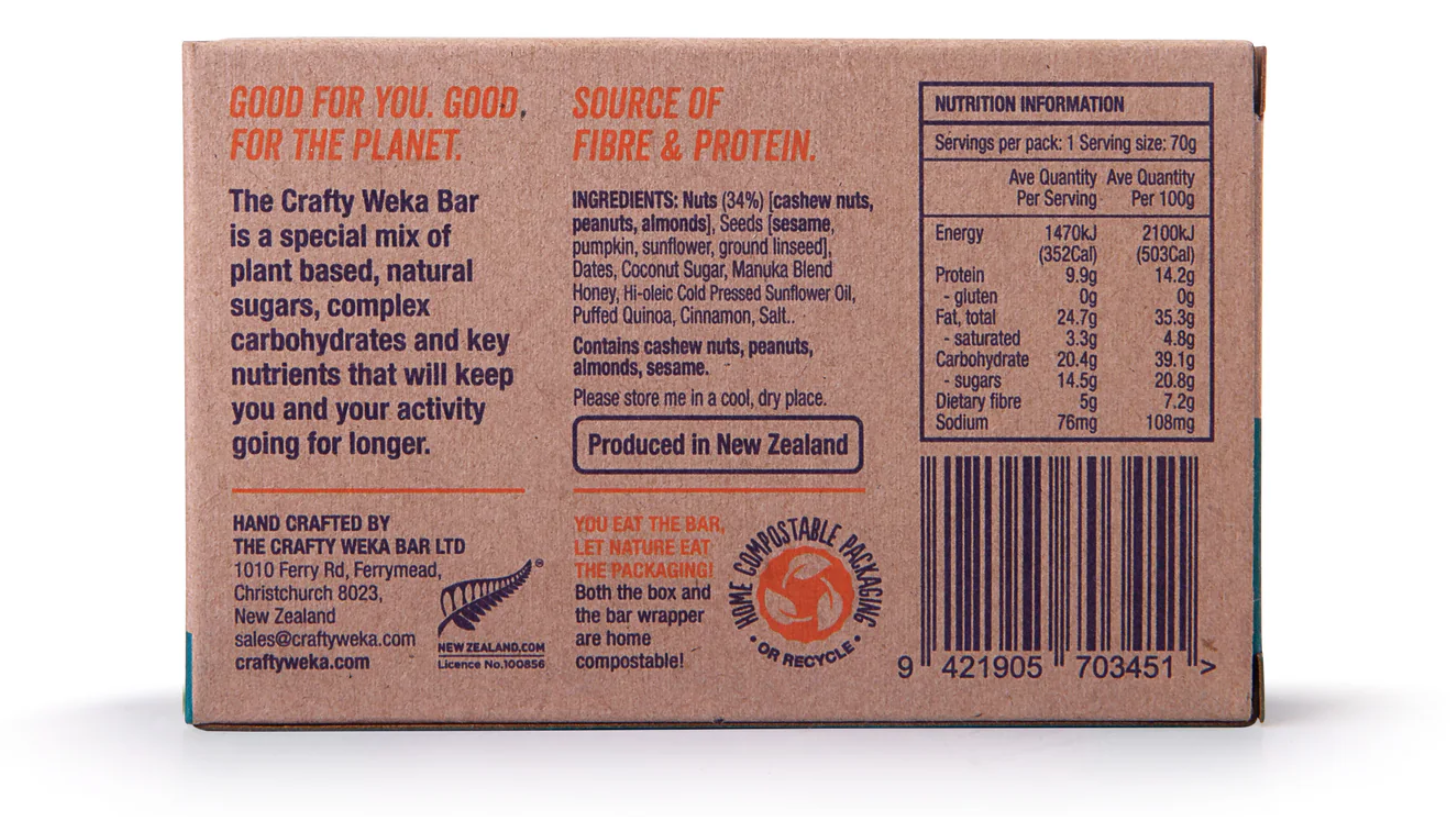 GOOD FOR YOU. GOOD
FOR THE PLANET.
The Crafty Weka Bar
is a special mix of
plant based, natural
sugars, complex
carbohydrates and key
nutrients that will keep
you and your activity
going for longer.
HAND CRAFTED BY
THE CRAFTY WEKA BAR LTD
1010 Ferry Rd, Ferrymead,
Christchurch 8023,
New Zealand
sales@craftyweka.com
craftyweka.com
®
NEWZEALAND.COM
Licence No.100856
SOURCE OF
FIBRE & PROTEIN.
INGREDIENTS: Nuts (34%) [cashew nuts,
peanuts, almonds], Seeds [sesame,
pumpkin, sunflower, ground linseed],
Dates, Coconut Sugar, Manuka Blend
Honey, Hi-oleic Cold Pressed Sunflower Oil,
Puffed Quinoa, Cinnamon, Salt..
Contains cashew nuts, peanuts,
almonds, sesame.
Please store me in a cool, dry place.
Produced in New Zealand
YOU EAT THE BAR,
LET NATURE EAT
THE PACKAGING!
Both the box and
the bar wrapper
are home
compostable!
HOME COMPOSTABLE PACKAGING
• OR RECYCLE •
NUTRITION INFORMATION
Servings per pack: 1 Serving size: 70g
Ave Quantity Ave Quantity
Per Serving Per 100g
Energy 1470kJ 2100kJ
(352Cal) (503Cal)
Protein 9.9g 14.2g
- gluten 0g 0g
Fat, total 24.7g 35.3g
- saturated 3.3g 4.8g
Carbohydrate 20.4g 39.1g
- sugars 14.5g 20.8g
Dietary fibre 5g 7.2g
Sodium 76mg 108mg
9 421905 703451 >